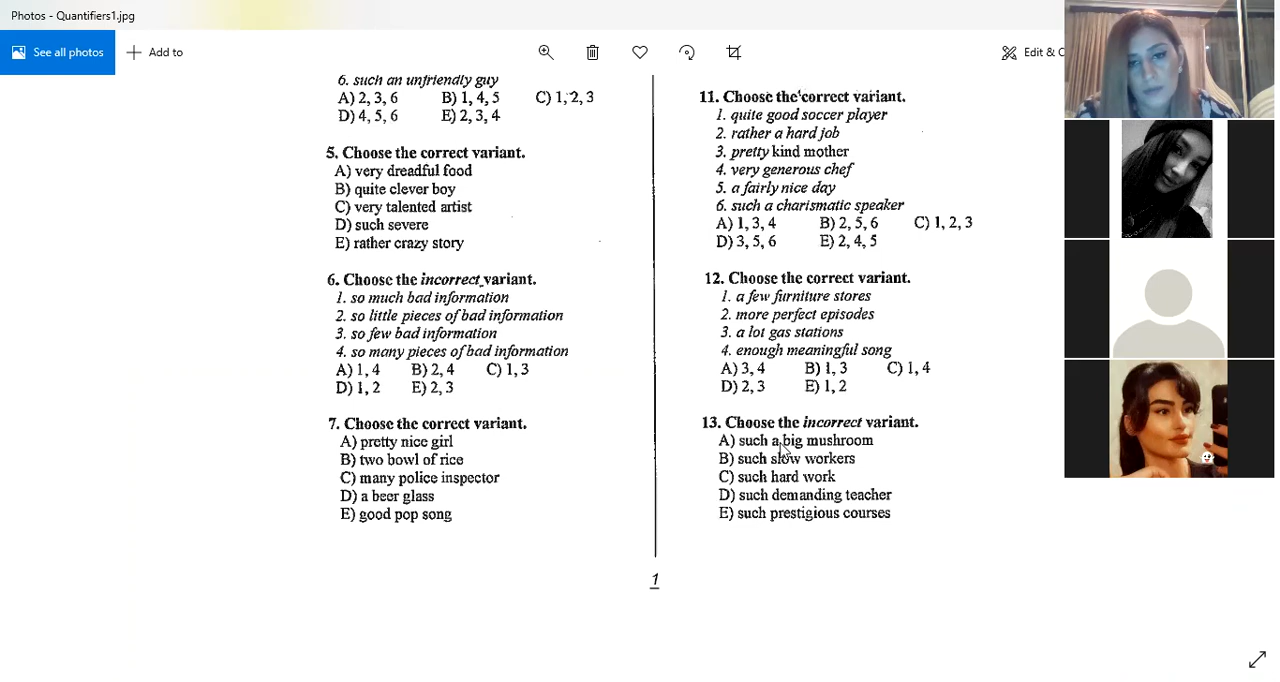 Photos - Quantifiers1.jpg
See all photos
Add to
Edit & C
6. such an unfriendly guy
A) 2, 3, 6 B) 1, 4, 5 C) 1, 2, 3
D) 4, 5, 6 E) 2, 3, 4
5. Choose the correct variant.
A) very dreadful food
B) quite clever boy
C) very talented artist
D) such severe
E) rather crazy story
6. Choose the incorrect variant.
1. so much bad information
2. so little pieces of bad information
3. so few bad information
4. so many pieces of bad information
A) 1, 4 B) 2, 4 C) 1, 3
D) 1, 2 E) 2, 3
7. Choose the correct variant.
A) pretty nice girl
B) two bowl of rice
C) many police inspector
D) a beer glass
E) good pop song
11. Choose the correct variant.
1. quite good soccer player
2. rather a hard job
3. pretty kind mother
4. very generous chef
5. a fairly nice day
6. such a charismatic speaker
A) 1, 3, 4 B) 2, 5, 6 C) 1, 2, 3
D) 3, 5, 6 E) 2, 4, 5
12. Choose the correct variant.
1. a few furniture stores
2. more perfect episodes
3. a lot gas stations
4. enough meaningful song
A) 3, 4 B) 1, 3 C) 1, 4
D) 2, 3 E) 1, 2
13. Choose the incorrect variant.
A) such a big mushroom
B) such slow workers
C) such hard work
D) such demanding teacher
E) such prestigious courses
1